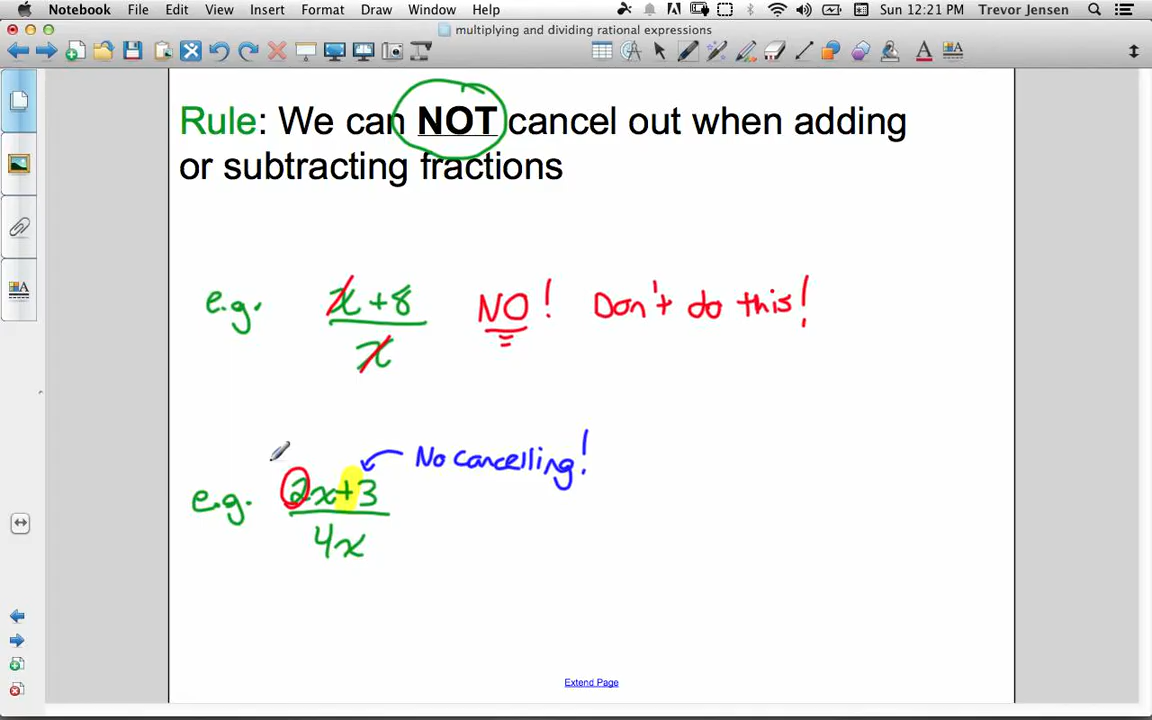 Notebook File Edit View Insert Format Draw Window Help Sun 12:21 PM Trevor Jensen
multiplying and dividing rational expressions
Rule: We can NOT cancel out when adding
or subtracting fractions
e.g. x+8 NO! Don't do this!
x
No cancelling!
e.g. 2x+3
4x
Extend Page